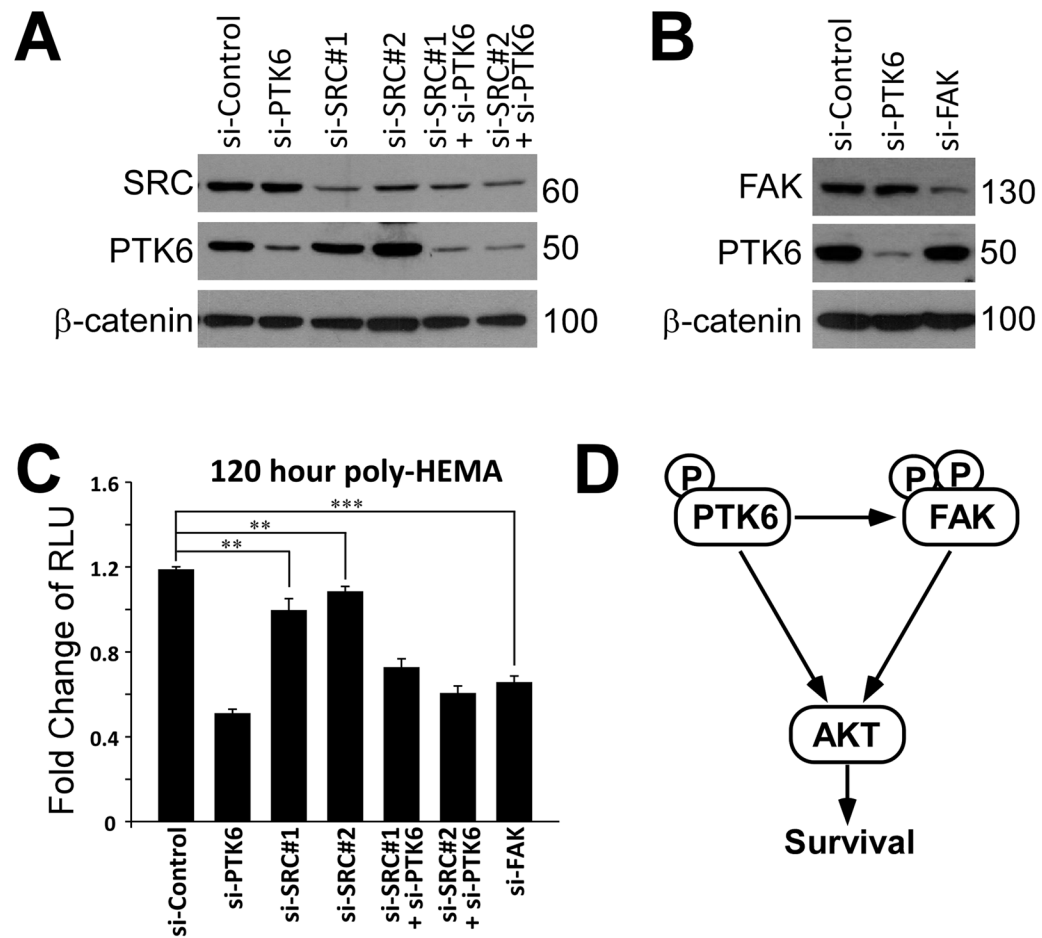 A
si-Control
si-PTK6
si-SRC#1
si-SRC#2
si-SRC#1
+ si-PTK6
si-SRC#2
+ si-PTK6
SRC
60
PTK6
50
β-catenin
100
B
si-Control
si-PTK6
si-FAK
FAK
130
PTK6
50
β-catenin
100
C
120 hour poly-HEMA
Fold Change of RLU
1.6
1.2
0.8
0.4
0
***
**
**
si-Control
si-PTK6
si-SRC#1
si-SRC#2
si-SRC#1
+ si-PTK6
si-SRC#2
+ si-PTK6
si-FAK
D
P
PTK6
P
P
FAK
AKT
Survival